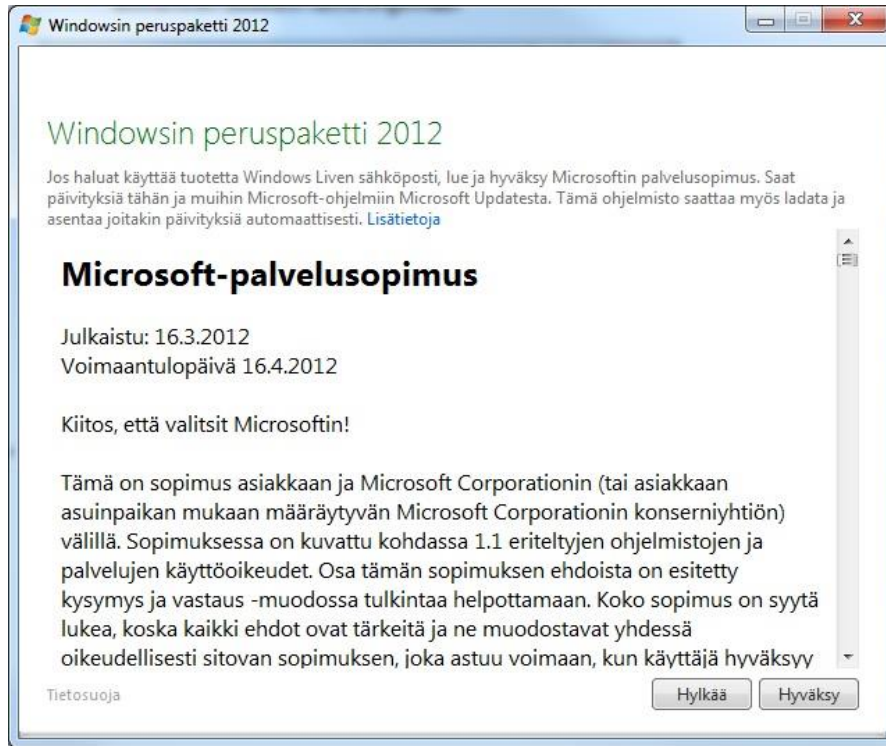 Windowsin peruspaketti 2012
Windowsin peruspaketti 2012
Jos haluat käyttää tuotetta Windows Liven sähköposti, lue ja hyväksy Microsoftin palvelusopimus. Saat
päivityksiä tähän ja muihin Microsoft-ohjelmiin Microsoft Updatesta. Tämä ohjelmisto saattaa myös ladata ja
asentaa joitakin päivityksiä automaattisesti. Lisätietoja
Microsoft-palvelusopimus
Julkaistu: 16.3.2012
Voimaantulopäivä 16.4.2012
Kiitos, että valitsit Microsoftin!
Tämä on sopimus asiakkaan ja Microsoft Corporationin (tai asiakkaan
asuinpaikan mukaan määräytyvän Microsoft Corporationin konserniyhtiön)
välillä. Sopimuksessa on kuvattu kohdassa 1.1 eriteltyjen ohjelmistojen ja
palvelujen käyttöoikeudet. Osa tämän sopimuksen ehdoista on esitetty
kysymys ja vastaus -muodossa tulkintaa helpottamaan. Koko sopimus on syytä
lukea, koska kaikki ehdot ovat tärkeitä ja ne muodostavat yhdessä
oikeudellisesti sitovan sopimuksen, joka astuu voimaan, kun käyttäjä hyväksyy
Tietosuoja
Hylkää
Hyväksy